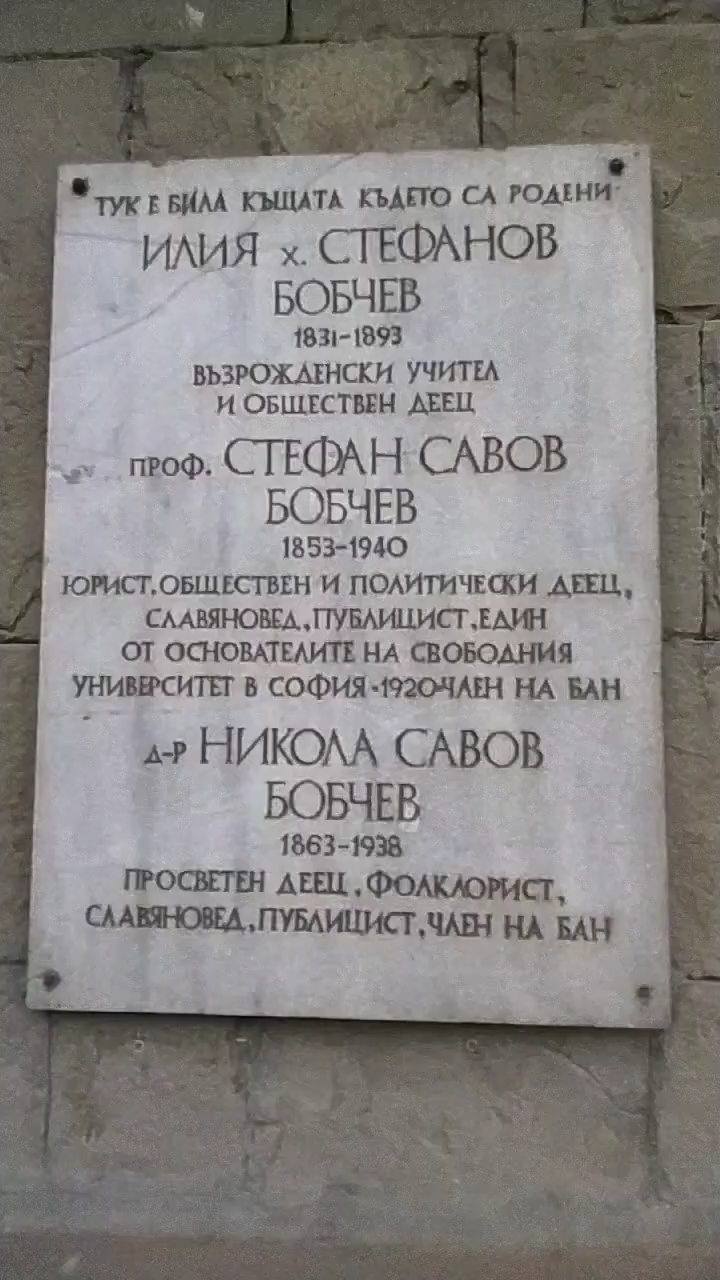 ТУК Е БИЛА КЪЩАТА КЪДЕТО СА РОДЕНИ
ИЛИЯ х. СТЕФАНОВ
БОБЧЕВ
1831-1893
ВЪЗРОЖДЕНСКИ УЧИТЕЛ
И ОБЩЕСТВЕН ДЕЕЦ
ПРОФ. СТЕФАН САВОВ
БОБЧЕВ
1853-1940
ЮРИСТ, ОБЩЕСТВЕН И ПОЛИТИЧЕСКИ ДЕЕЦ,
СЛАВЯНОВЕД, ПУБЛИЦИСТ, ЕДИН
ОТ ОСНОВАТЕЛИТЕ НА СВОБОДНИЯ
УНИВЕРСИТЕТ В СОФИЯ-1920-ЧЛЕН НА БАН
Д-Р НИКОЛА САВОВ
БОБЧЕВ
1863-1938
ПРОСВЕТЕН ДЕЕЦ, ФОЛКЛОРИСТ,
СЛАВЯНОВЕД, ПУБЛИЦИСТ, ЧЛЕН НА БАН